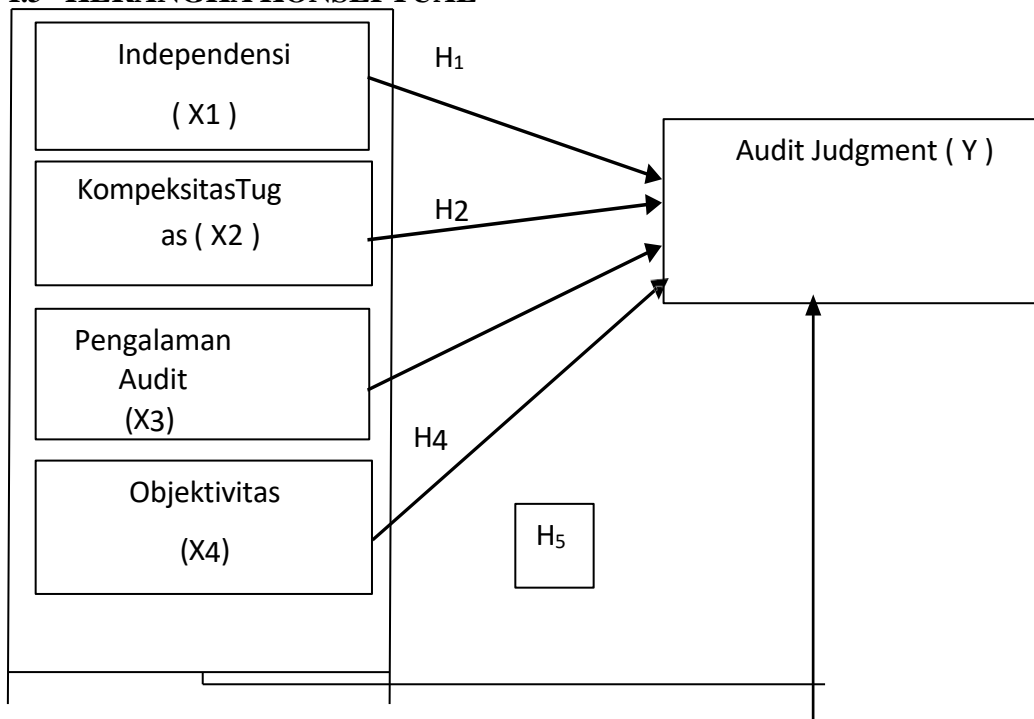 Independensi
( X1 )
H1
Audit Judgment ( Y )
KompeksitasTug
as ( X2 )
H2
Pengalaman
Audit
(X3)
H4
Objektivitas
(X4)
H5